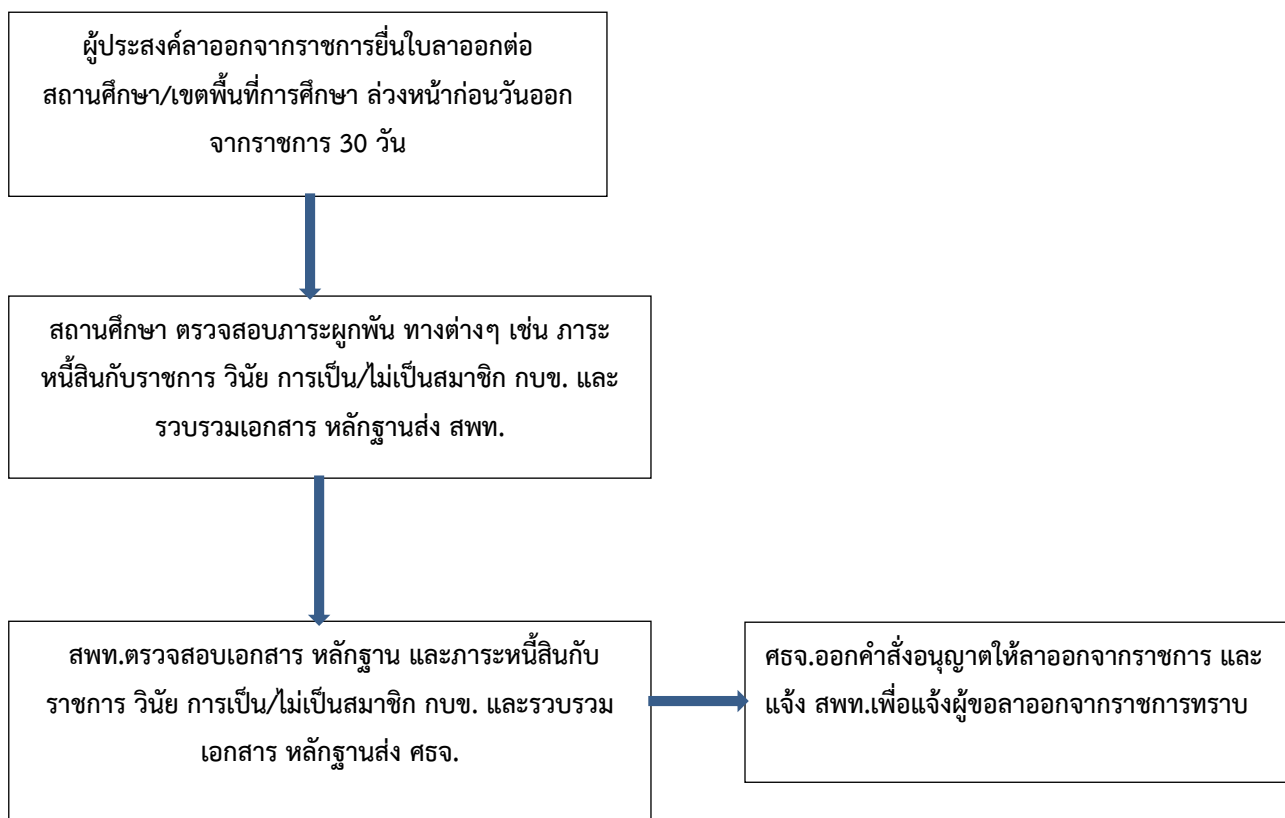 ผู้ประสงค์ลาออกจากราชการยื่นใบลาออกต่อ
สถานศึกษา/เขตพื้นที่การศึกษา ล่วงหน้าก่อนวันออก
จากราชการ 30 วัน
สถานศึกษา ตรวจสอบภาระผูกพัน ทางต่างๆ เช่น ภาระ
หนี้สินกับราชการ วินัย การเป็น/ไม่เป็นสมาชิก กบข. และ
รวบรวมเอกสาร หลักฐานส่ง สพท.
สพท.ตรวจสอบเอกสาร หลักฐาน และภาระหนี้สินกับ
ราชการ วินัย การเป็น/ไม่เป็นสมาชิก กบข. และรวบรวม
เอกสาร หลักฐานส่ง ศธจ.
ศธจ.ออกคำสั่งอนุญาตให้ลาออกจากราชการ และ
แจ้ง สพท.เพื่อแจ้งผู้ขอลาออกจากราชการทราบ